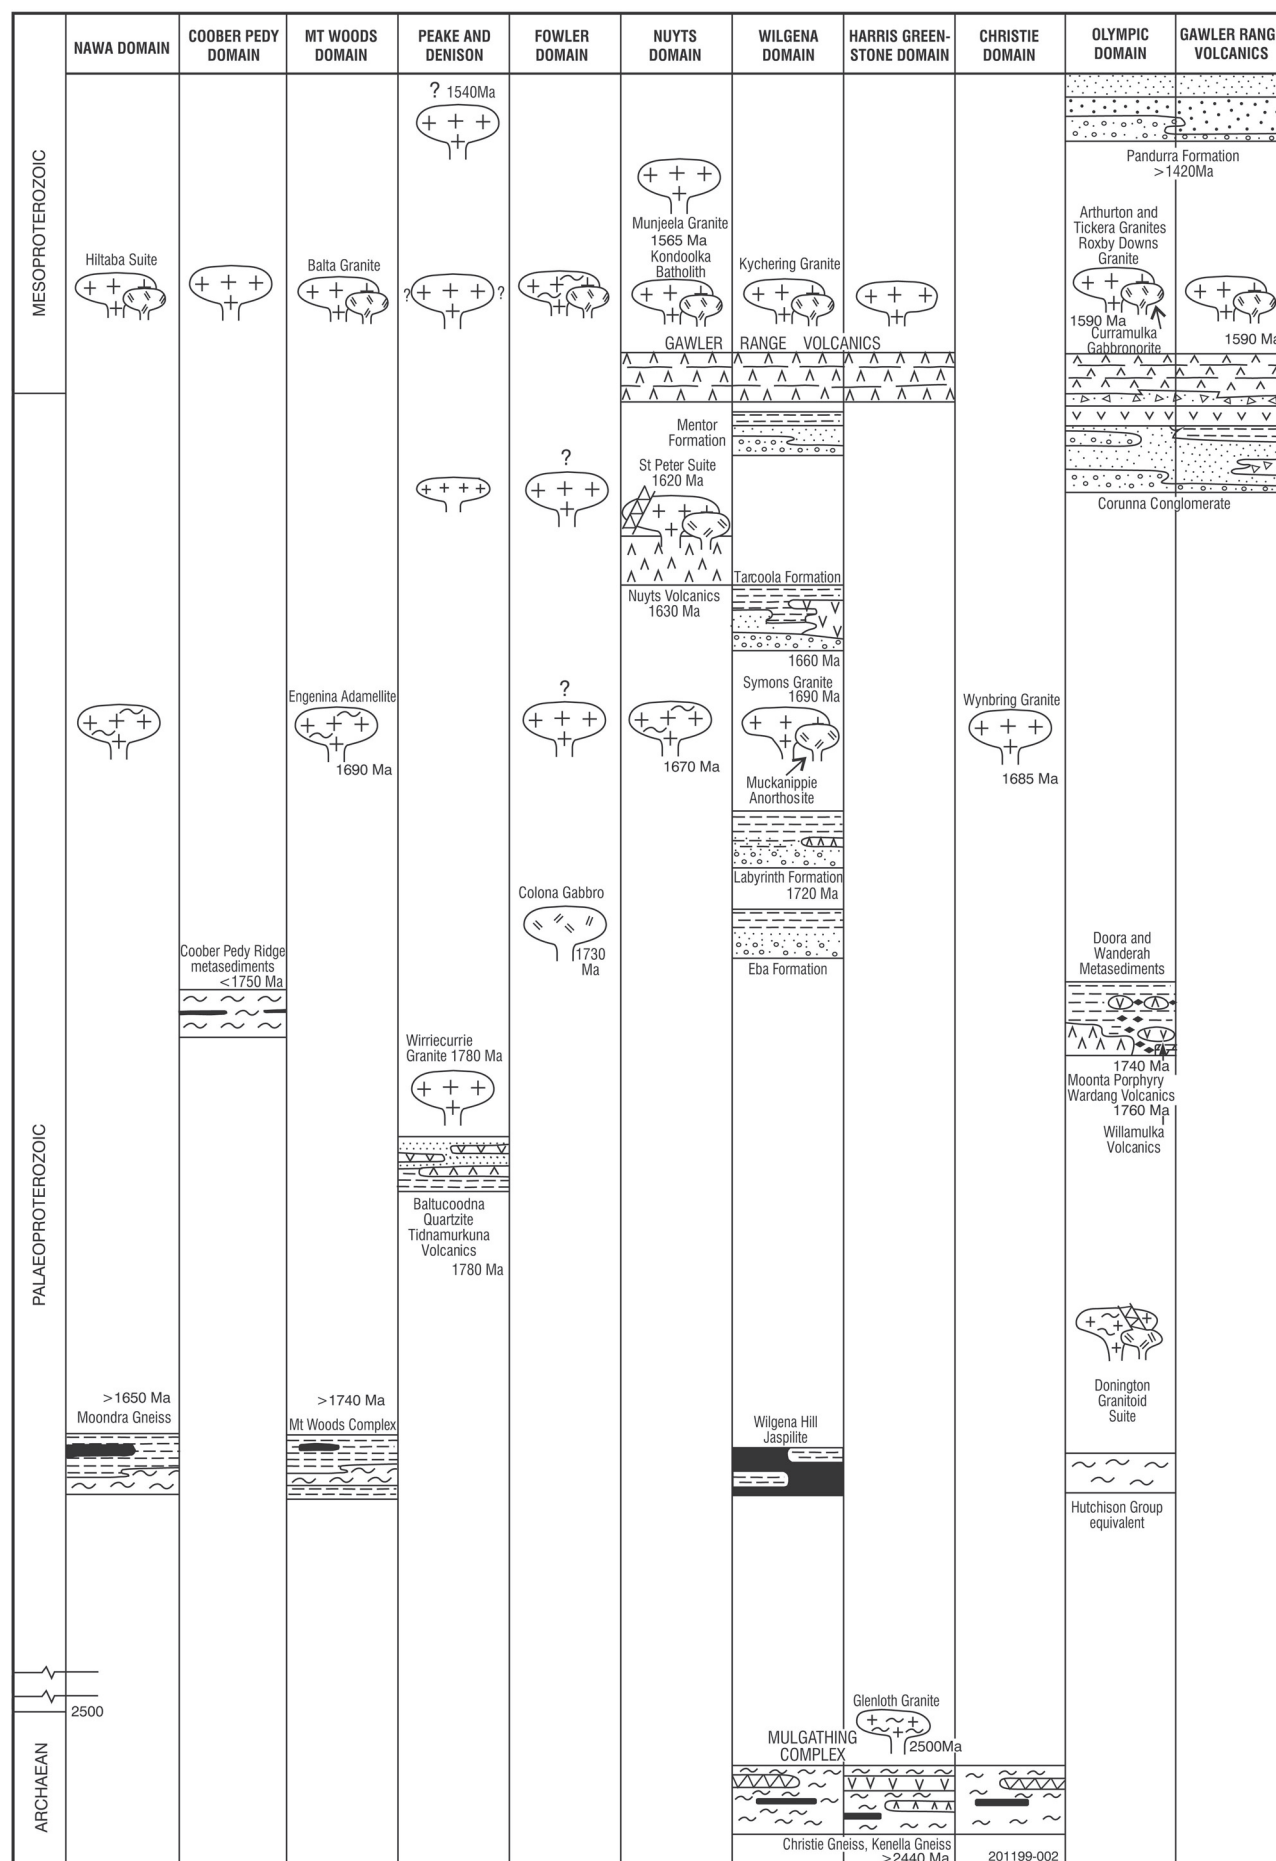 NAWA DOMAIN
COOBER PEDY
DOMAIN
MT WOODS
DOMAIN
PEAKE AND
DENISON
FOWLER
DOMAIN
NUYTS
DOMAIN
WILGENA
DOMAIN
HARRIS GREEN-
STONE DOMAIN
CHRISTIE
DOMAIN
OLYMPIC
DOMAIN
GAWLER RANG
VOLCANICS
MESOPROTEROZOIC
? 1540Ma
Pandurra Formation
>1420Ma
Munjeela Granite
1565 Ma
Kondoolka
Batholith
Arthurton and
Tickera Granites
Roxby Downs
Granite
Hiltaba Suite
Balta Granite
? ?
Kychering Granite
1590 Ma
Curramulka
Gabbronorite
1590 Ma
GAWLER RANGE VOLCANICS
Mentor
Formation
?
St Peter Suite
1620 Ma
Corunna Conglomerate
Nuyts Volcanics
1630 Ma
Tarcoola Formation
1660 Ma
Engenina Adamellite
1690 Ma
?
1670 Ma
Symons Granite
1690 Ma
Muckanippie
Anorthosite
Wynbring Granite
1685 Ma
Labyrinth Formation
1720 Ma
Colona Gabbro
1730
Ma
Eba Formation
Coober Pedy Ridge
metasediments
<1750 Ma
Doora and
Wanderah
Metasediments
1740 Ma
Moonta Porphyry
Wardang Volcanics
1760 Ma
Willamulka
Volcanics
Wirriecurrie
Granite 1780 Ma
Baltucoodna
Quartzite
Tidnamurkuna
Volcanics
1780 Ma
PALAEOPROTEROZOIC
Donington
Granitoid
Suite
>1650 Ma
Moondra Gneiss
>1740 Ma
Mt Woods Complex
Wilgena Hill
Jaspilite
Hutchison Group
equivalent
2500
ARCHAEAN
Glenloth Granite
2500Ma
MULGATHING
COMPLEX
Christie Gneiss, Kenella Gneiss
>2440 Ma
201199-002